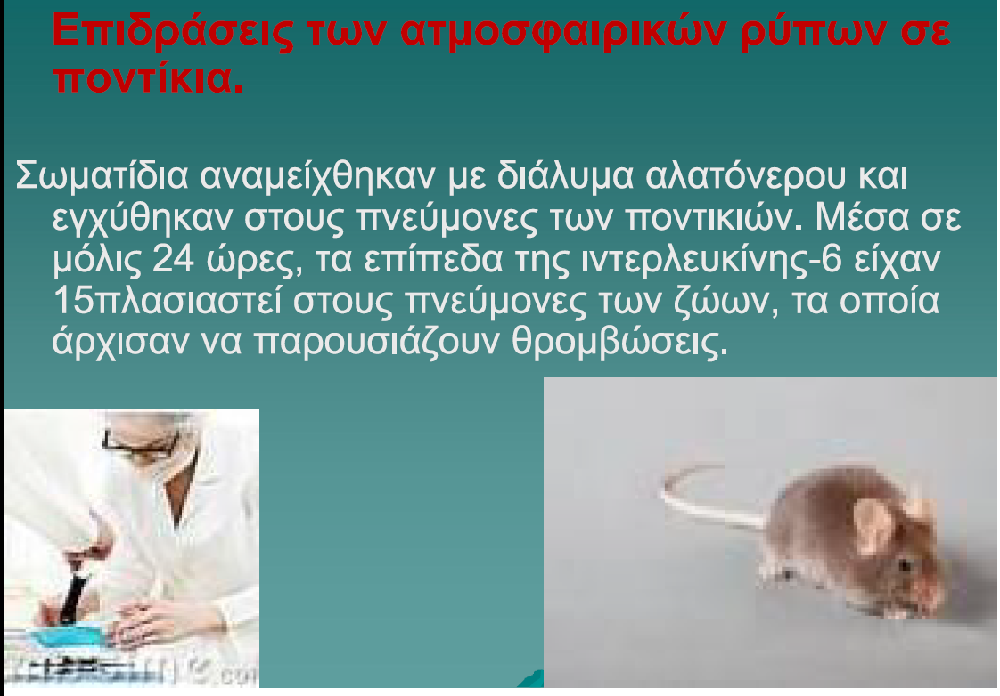 Επιδράσεις των ατμοσφαιρικών ρύπων σε
ποντίκια.
Σωματίδια αναμείχθηκαν με διάλυμα αλατόνερου και
εγχύθηκαν στους πνεύμονες των ποντικιών. Μέσα σε
μόλις 24 ώρες, τα επίπεδα της ιντερλευκίνης-6 είχαν
15πλασιαστεί στους πνεύμονες των ζώων, τα οποία
άρχισαν να παρουσιάζουν θρομβώσεις.